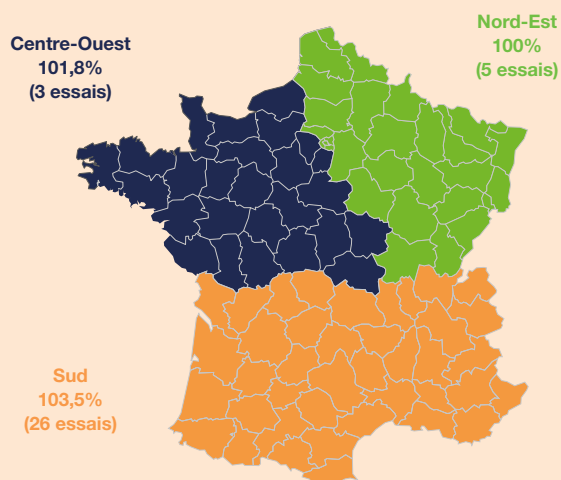 Nord-Est
100%
(5 essais)
Centre-Ouest
101,8%
(3 essais)
Sud
103,5%
(26 essais)